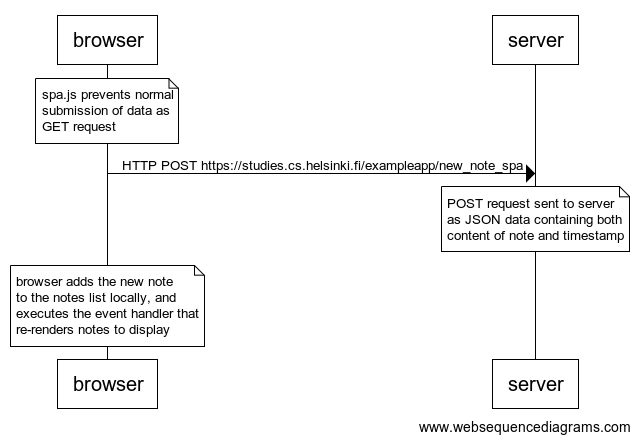 browser
server
spa.js prevents normal
submission of data as
GET request
HTTP POST https://studies.cs.helsinki.fi/exampleapp/new_note_spa
POST request sent to server
as JSON data containing both
content of note and timestamp
browser adds the new note
to the notes list locally, and
executes the event handler that
re-renders notes to display
browser
server
www.websequencediagrams.com